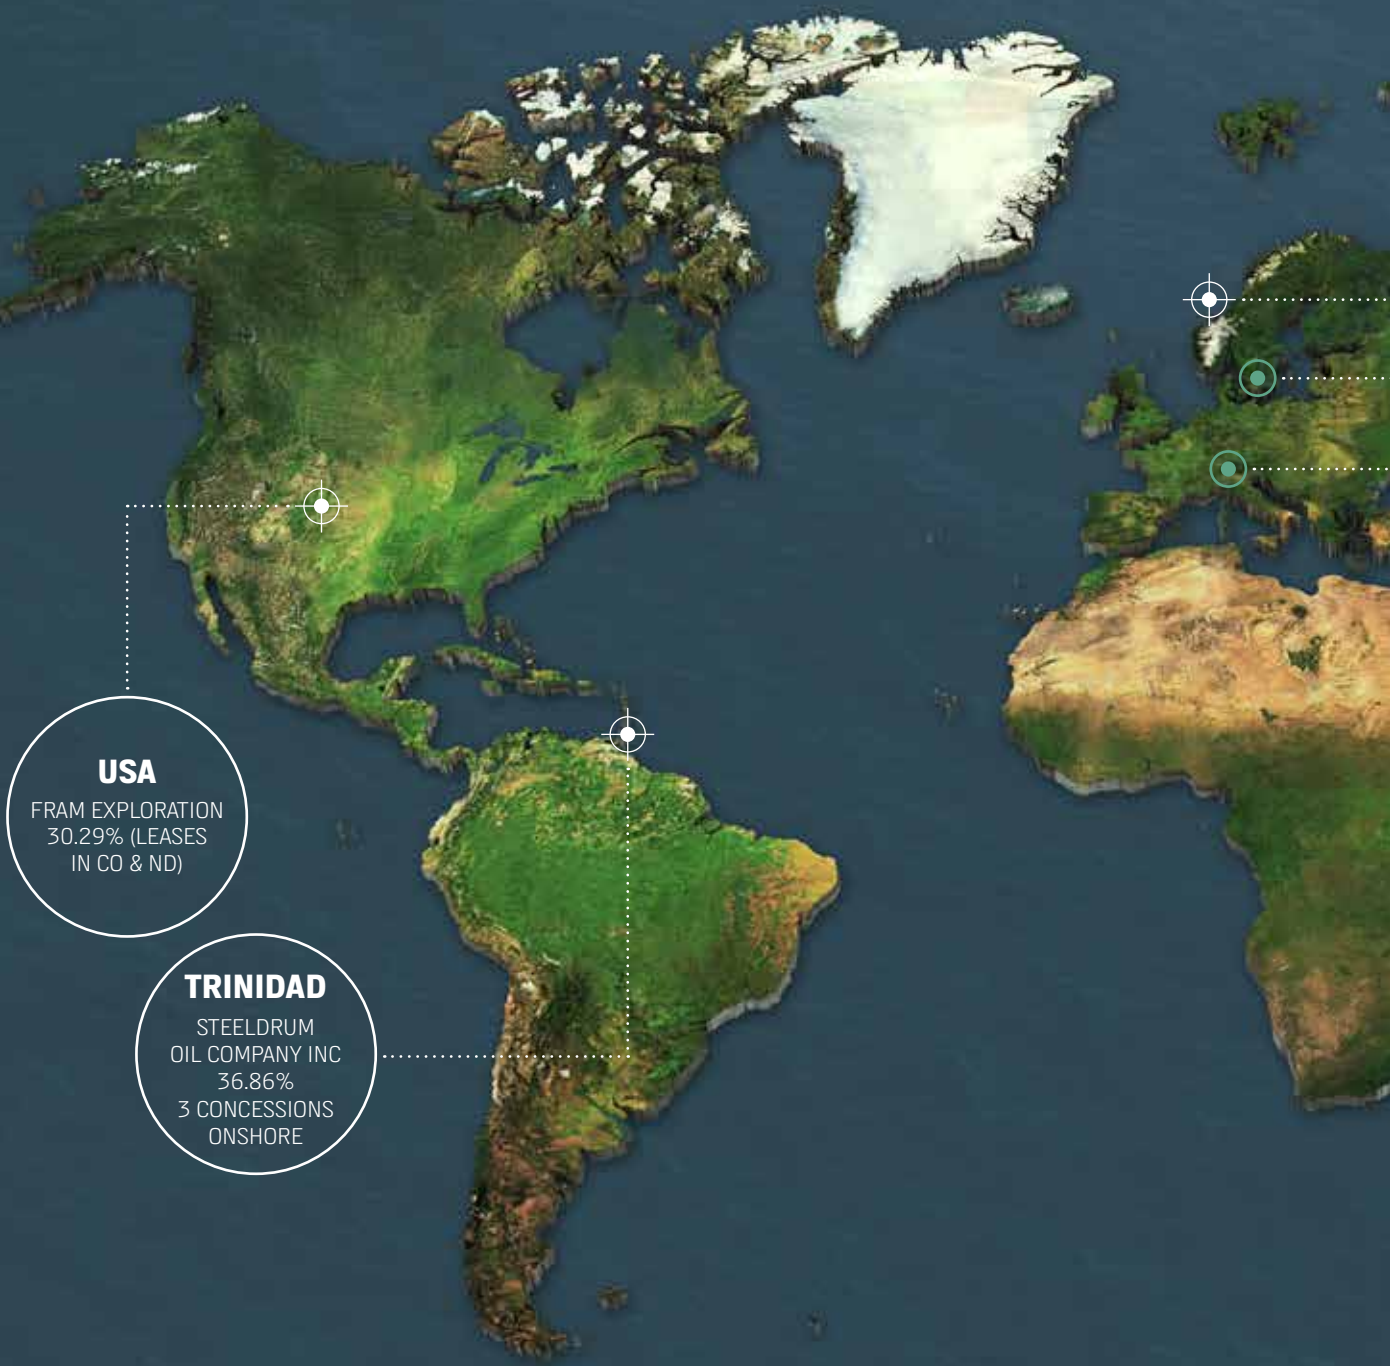 USA
FRAM EXPLORATION
30.29% (LEASES
IN CO & ND)
TRINIDAD
STEELDRUM
OIL COMPANY INC
36.86%
3 CONCESSIONS
ONSHORE